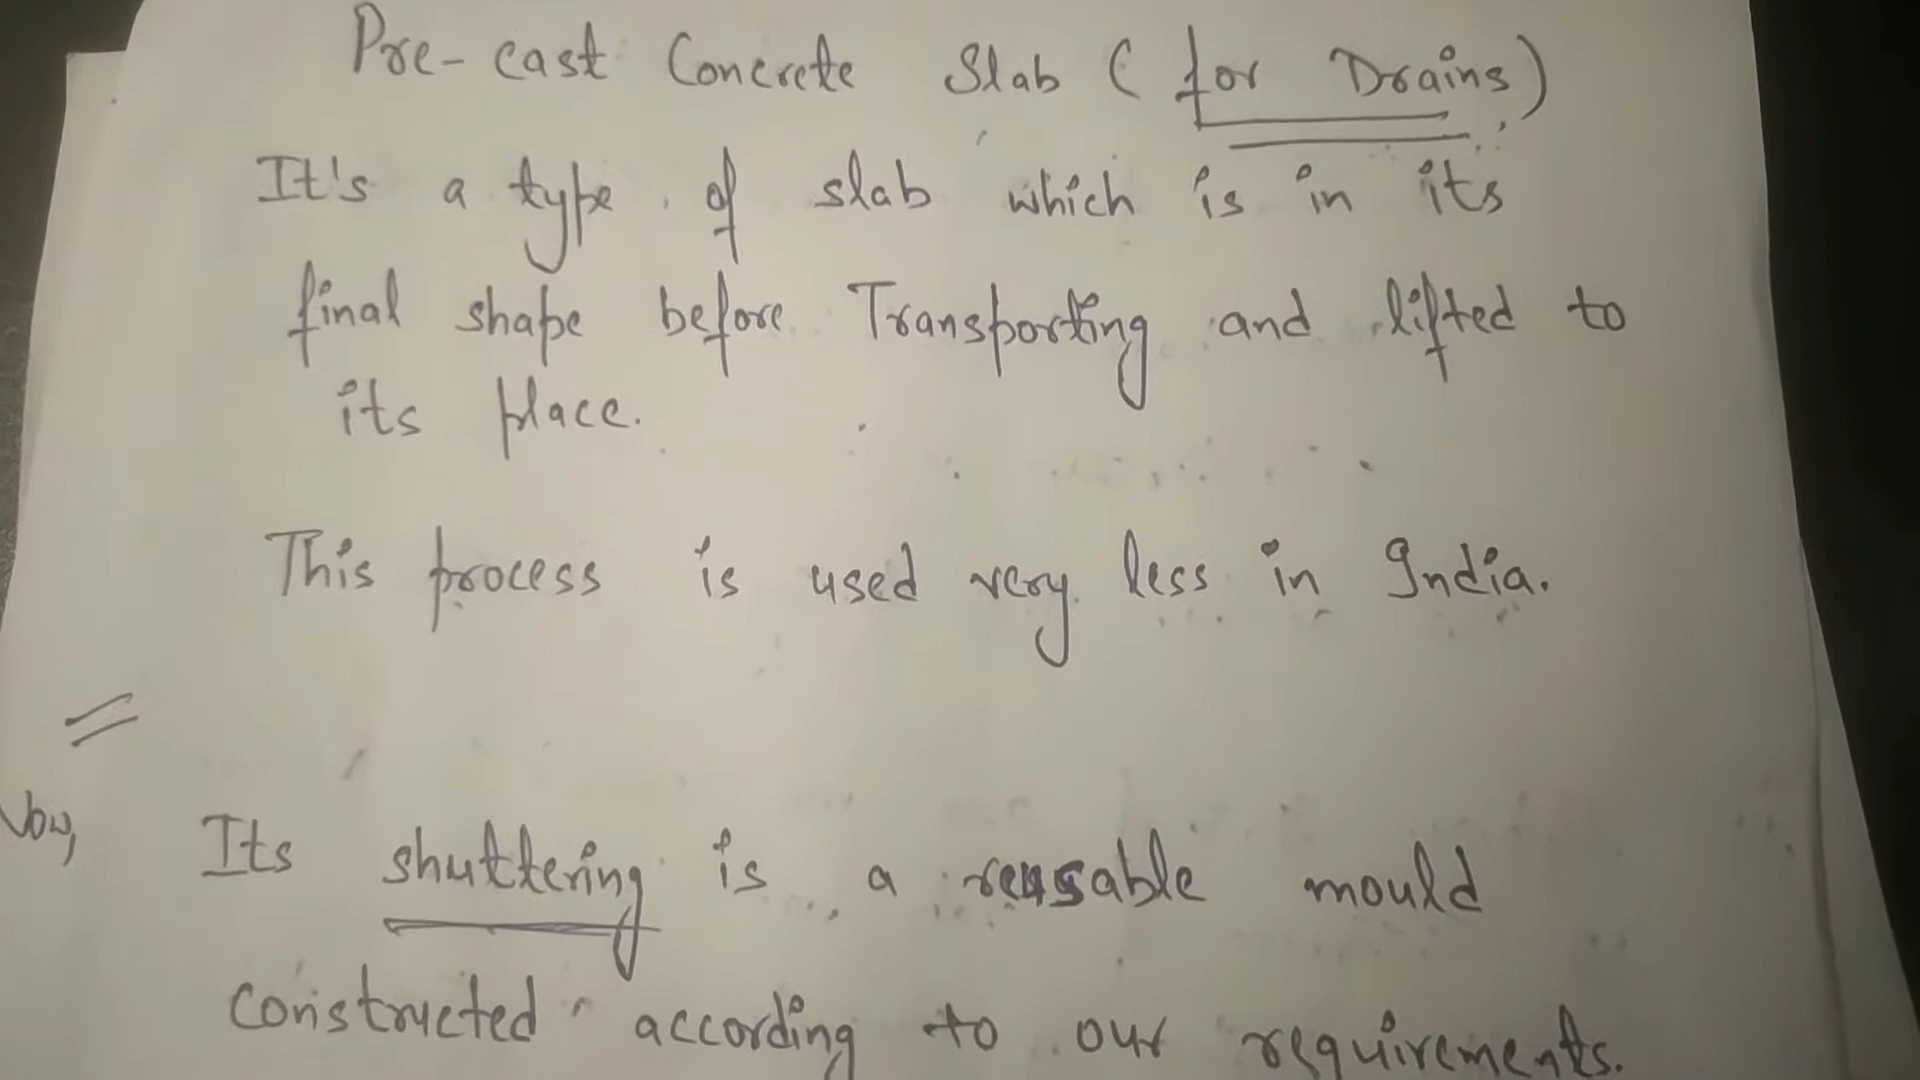 Pre-cast Concrete Slab (for Drains)
It's a type of slab which is in its
final shape before Transporting and lifted to
its place.
This process is used very less in India.
Now, Its shuttering is a reusable mould
constructed according to our requirements.